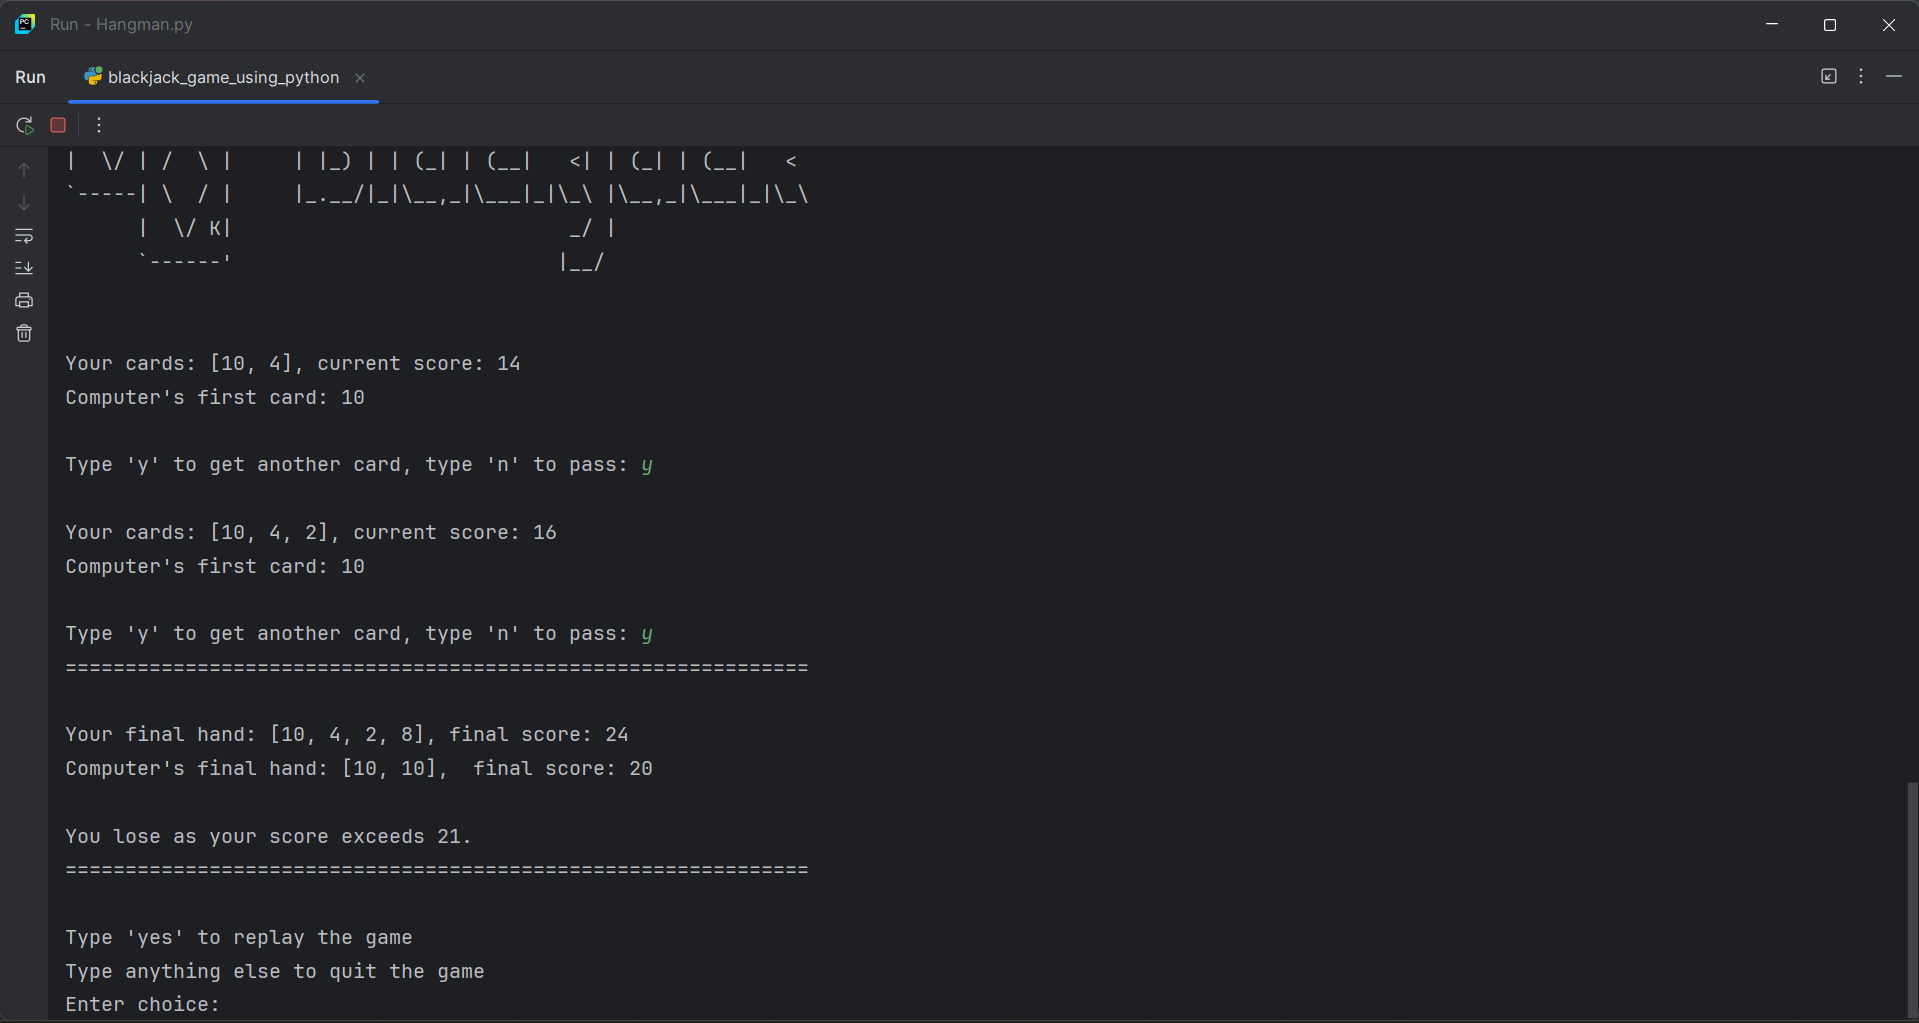 PC
Run - Hangman.py
Run blackjack_game_using_python
|  \/ | /  \ |     | |_) | | (_| | (__|   <| | (_| | (__|   <
`-----| \  / |     |_.__/|_|\__,_|\___|_|\_\ |\__,_|\___|_|\_\
      |  \/ K|                            _/ |
      `------'                           |__/
Your cards: [10, 4], current score: 14
Computer's first card: 10
Type 'y' to get another card, type 'n' to pass: y
Your cards: [10, 4, 2], current score: 16
Computer's first card: 10
Type 'y' to get another card, type 'n' to pass: y
==============================================================
Your final hand: [10, 4, 2, 8], final score: 24
Computer's final hand: [10, 10],  final score: 20
You lose as your score exceeds 21.
==============================================================
Type 'yes' to replay the game
Type anything else to quit the game
Enter choice: